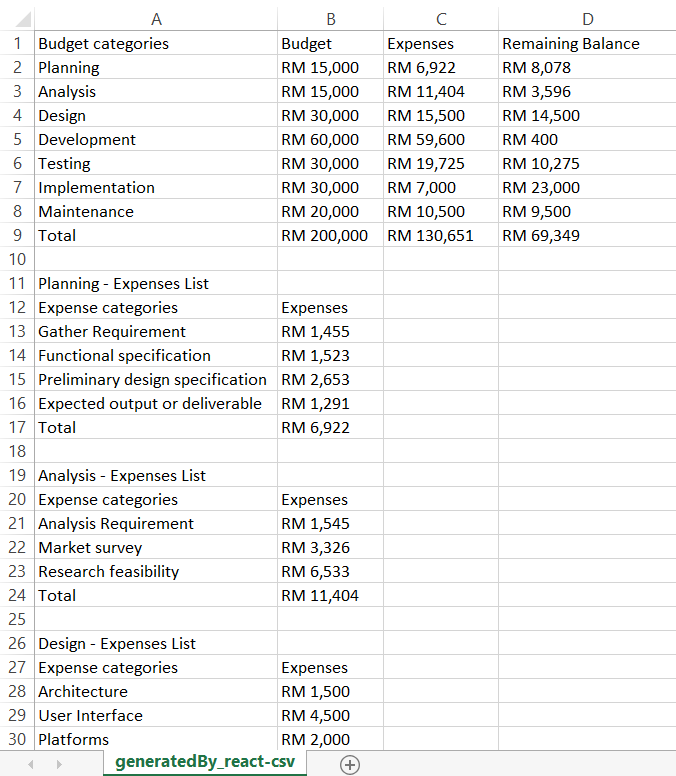 A B C D
1 Budget categories Budget Expenses Remaining Balance
2 Planning RM 15,000 RM 6,922 RM 8,078
3 Analysis RM 15,000 RM 11,404 RM 3,596
4 Design RM 30,000 RM 15,500 RM 14,500
5 Development RM 60,000 RM 59,600 RM 400
6 Testing RM 30,000 RM 19,725 RM 10,275
7 Implementation RM 30,000 RM 7,000 RM 23,000
8 Maintenance RM 20,000 RM 10,500 RM 9,500
9 Total RM 200,000 RM 130,651 RM 69,349
10
11 Planning - Expenses List
12 Expense categories Expenses
13 Gather Requirement RM 1,455
14 Functional specification RM 1,523
15 Preliminary design specification RM 2,653
16 Expected output or deliverable RM 1,291
17 Total RM 6,922
18
19 Analysis - Expenses List
20 Expense categories Expenses
21 Analysis Requirement RM 1,545
22 Market survey RM 3,326
23 Research feasibility RM 6,533
24 Total RM 11,404
25
26 Design - Expenses List
27 Expense categories Expenses
28 Architecture RM 1,500
29 User Interface RM 4,500
30 Platforms RM 2,000
generatedBy_react-csv